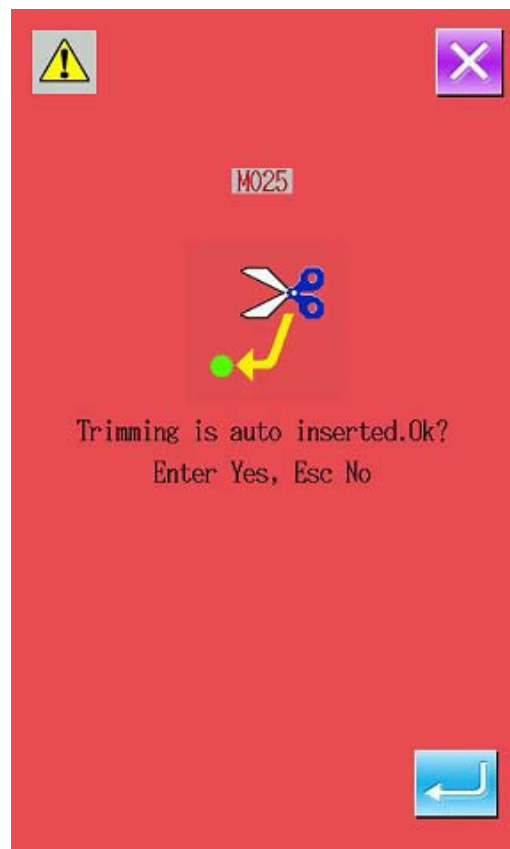 M025
Trimming is auto inserted.Ok?
Enter Yes, Esc No